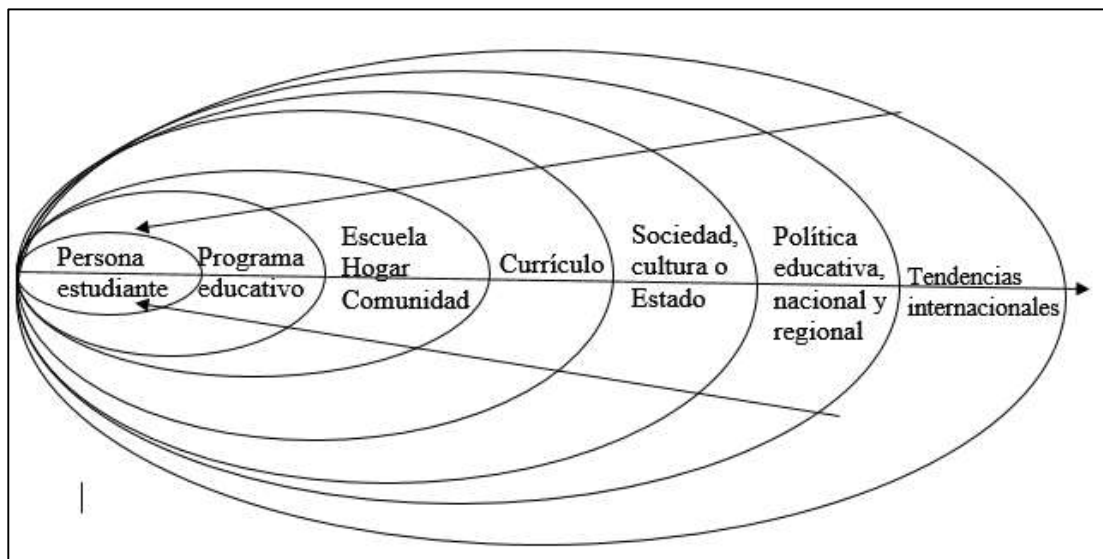 Persona
estudiante
Programa
educativo
Escuela
Hogar
Comunidad
Currículo
Sociedad,
cultura o
Estado
Política
educativa,
nacional y
regional
Tendencias
internacionales